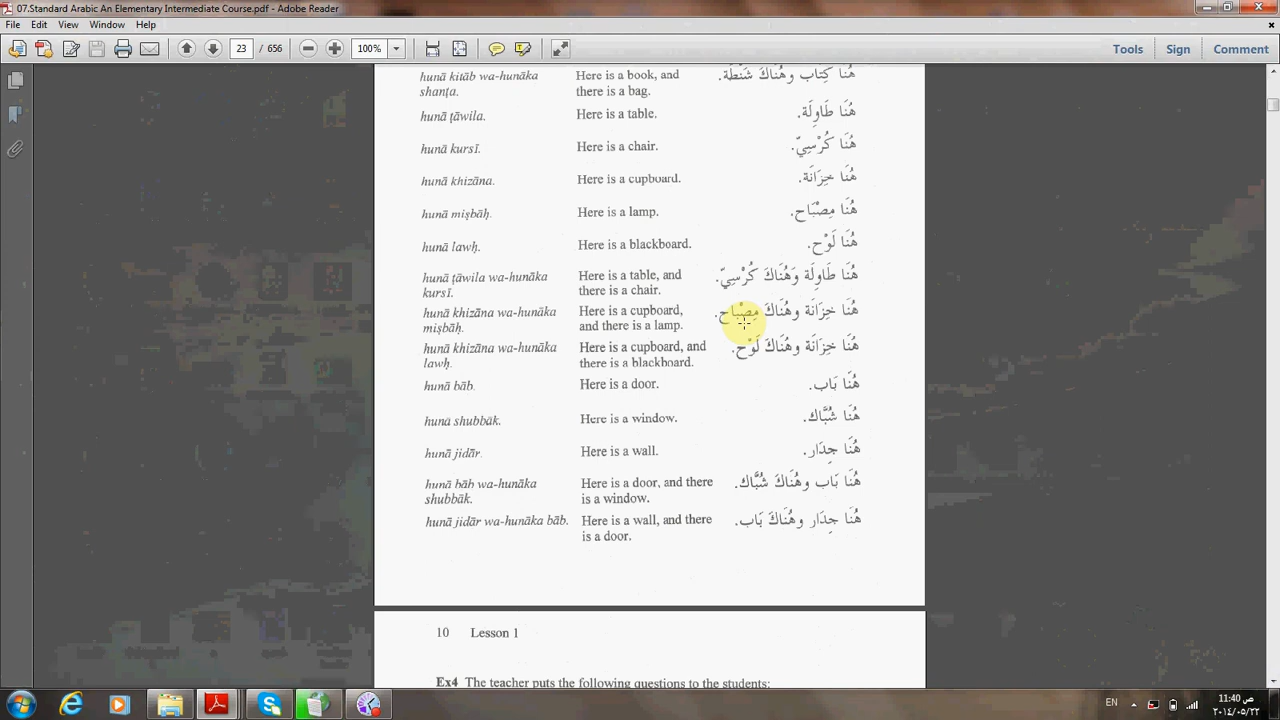 07.Standard Arabic An Elementary Intermediate Course.pdf - Adobe Reader
File Edit View Window Help
23 / 656 100% Tools Sign Comment
hunā kitāb wa-hunāka Here is a book, and هُنَا كِتَاب وهُنَاكَ شَنْطَة.
shanṭa. there is a bag.
hunā ṭāwila. Here is a table. هُنَا طَاوِلَة.
hunā kursī. Here is a chair. هُنَا كُرْسِيّ.
hunā khizāna. Here is a cupboard. هُنَا خِزَانَة.
hunā miṣbāḥ. Here is a lamp. هُنَا مِصْبَاح.
hunā lawḥ. Here is a blackboard. هُنَا لَوْح.
hunā ṭāwila wa-hunāka Here is a table, and هُنَا طَاوِلَة وَهُنَاكَ كُرْسِيّ.
kursī. there is a chair.
hunā khizāna wa-hunāka Here is a cupboard, هُنَا خِزَانَة وهُنَاكَ مِصْبَاح.
miṣbāḥ. and there is a lamp.
hunā khizāna wa-hunāka Here is a cupboard, and هُنَا خِزَانَة وهُنَاكَ لَوْح.
lawḥ. there is a blackboard.
hunā bāb. Here is a door. هُنَا بَاب.
hunā shubbāk. Here is a window. هُنَا شُبَّاك.
hunā jidār. Here is a wall. هُنَا جِدَار.
hunā bāb wa-hunāka Here is a door, and there هُنَا بَاب وهُنَاكَ شُبَّاك.
shubbāk. is a window.
hunā jidār wa-hunāka bāb. Here is a wall, and there هُنَا جِدَار وهُنَاكَ بَاب.
is a door.
10 Lesson 1
Ex4 The teacher puts the following questions to the students:
EN 11:40 ص
٢٠١٤/٠٥/٢٢